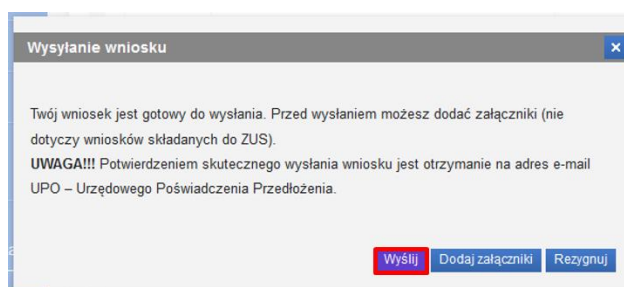 Wysyłanie wniosku
x
Twój wniosek jest gotowy do wysłania. Przed wysłaniem możesz dodać załączniki (nie
dotyczy wniosków składanych do ZUS).
UWAGA!!! Potwierdzeniem skutecznego wysłania wniosku jest otrzymanie na adres e-mail
UPO – Urzędowego Poświadczenia Przedłożenia.
Wyślij Dodaj załączniki Rezygnuj